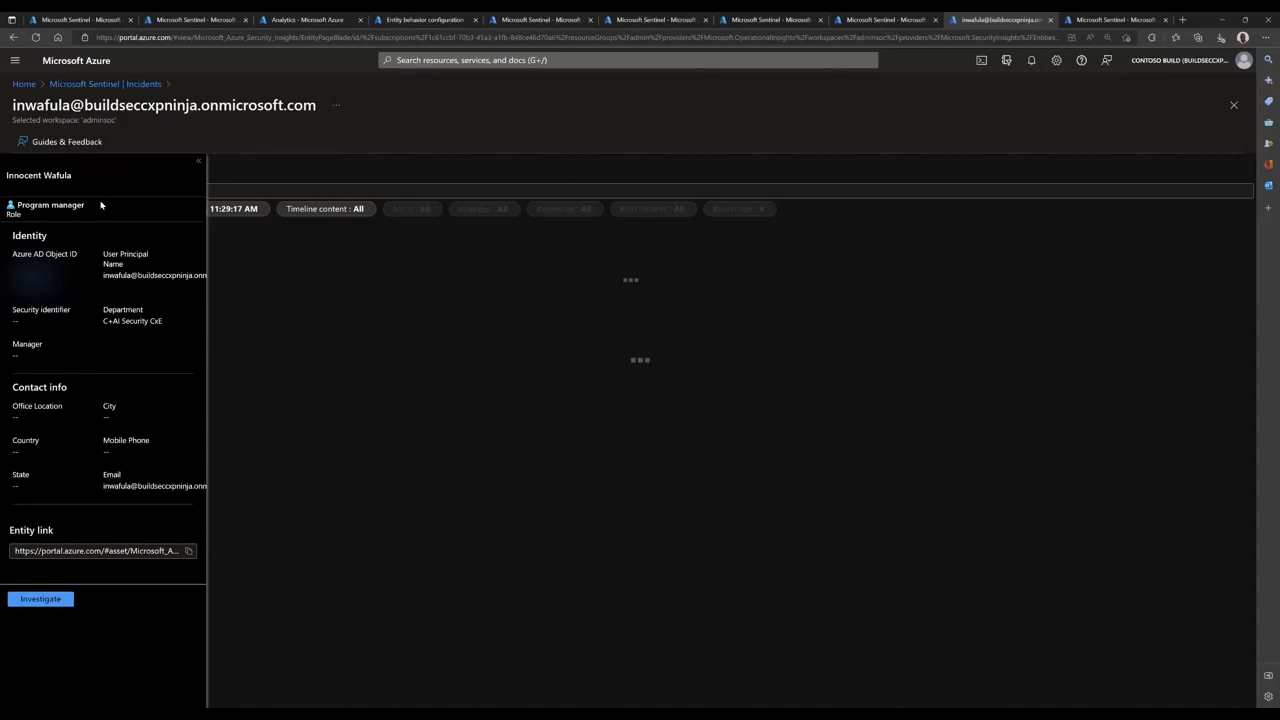 Microsoft Sentinel - Microsoft
Microsoft Sentinel - Microsoft
Analytics - Microsoft Azure
Entity behavior configuration
Microsoft Sentinel - Microsoft
Microsoft Sentinel - Microsoft
Microsoft Sentinel - Microsoft
Microsoft Sentinel - Microsoft
inwafula@buildseccxpninja.on
Microsoft Sentinel - Microsoft
Microsoft Azure
Search resources, services, and docs (G+/)
CONTOSO BUILD (BUILDSECCXP...
Home
Microsoft Sentinel | Incidents
inwafula@buildseccxpninja.onmicrosoft.com
...
Selected workspace: 'adminsoc'
Guides & Feedback
Innocent Wafula
Program manager
Role
11:29:17 AM
Timeline content : All
Identity
Azure AD Object ID
User Principal
Name
inwafula@buildseccxpninja.onn
Security identifier
--
Department
C+AI Security CxE
Manager
--
Contact info
Office Location
--
City
--
Country
--
Mobile Phone
--
State
--
Email
inwafula@buildseccxpninja.onn
Entity link
https://portal.azure.com/#asset/Microsoft_A...
Investigate